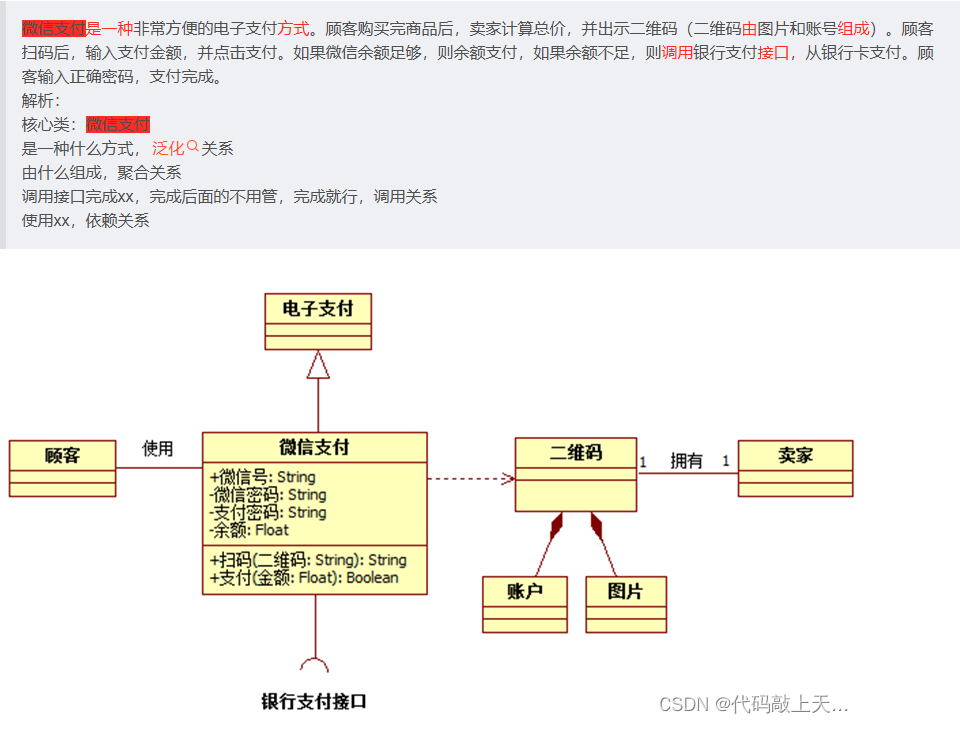 微信支付是一种非常方便的电子支付方式。顾客购买完商品后，卖家计算总价，并出示二维码（二维码由图片和账号组成）。顾客
扫码后，输入支付金额，并点击支付。如果微信余额足够，则余额支付，如果余额不足，则调用银行支付接口，从银行卡支付。顾
客输入正确密码，支付完成。
解析：
核心类：微信支付
是一种什么方式，泛化关系
由什么组成，聚合关系
调用接口完成xx，完成后面的不用管，完成就行，调用关系
使用xx，依赖关系
电子支付
顾客
使用
微信支付
+微信号: String
-微信密码: String
-支付密码: String
-余额: Float
+扫码(二维码: String): String
+支付(金额: Float): Boolean
二维码
1 拥有 1
卖家
账户
图片
银行支付接口
CSDN @代码敲上天...